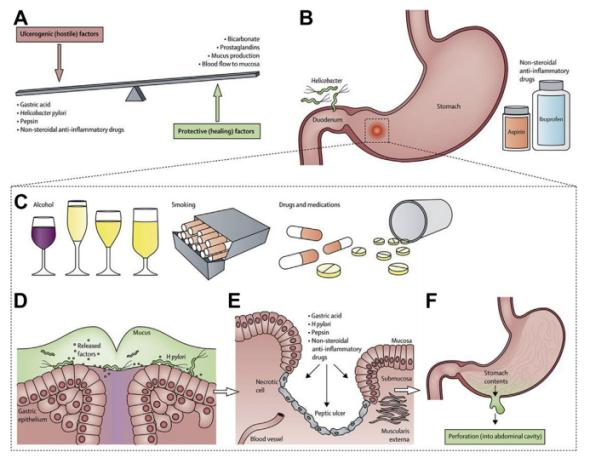 A
Ulcerogenic (hostile) factors
• Bicarbonate
• Prostaglandins
• Mucus production
• Blood flow to mucosa
• Gastric acid
• Helicobacter pylori
• Pepsin
• Non-steroidal anti-inflammatory drugs
Protective (healing) factors
B
Helicobacter
Duodenum
Stomach
Non-steroidal
anti-inflammatory
drugs
Aspirin
Ibuprofen
C
Alcohol
Smoking
Drugs and medications
D
Mucus
Released
factors
H pylori
Gastric
epithelium
E
• Gastric acid
• H pylori
• Pepsin
• Non-steroidal
anti-inflammatory
drugs
Mucosa
Necrotic
cell
Submucosa
Peptic ulcer
Blood vessel
Muscularis
externa
F
Stomach
contents
Perforation (into abdominal cavity)